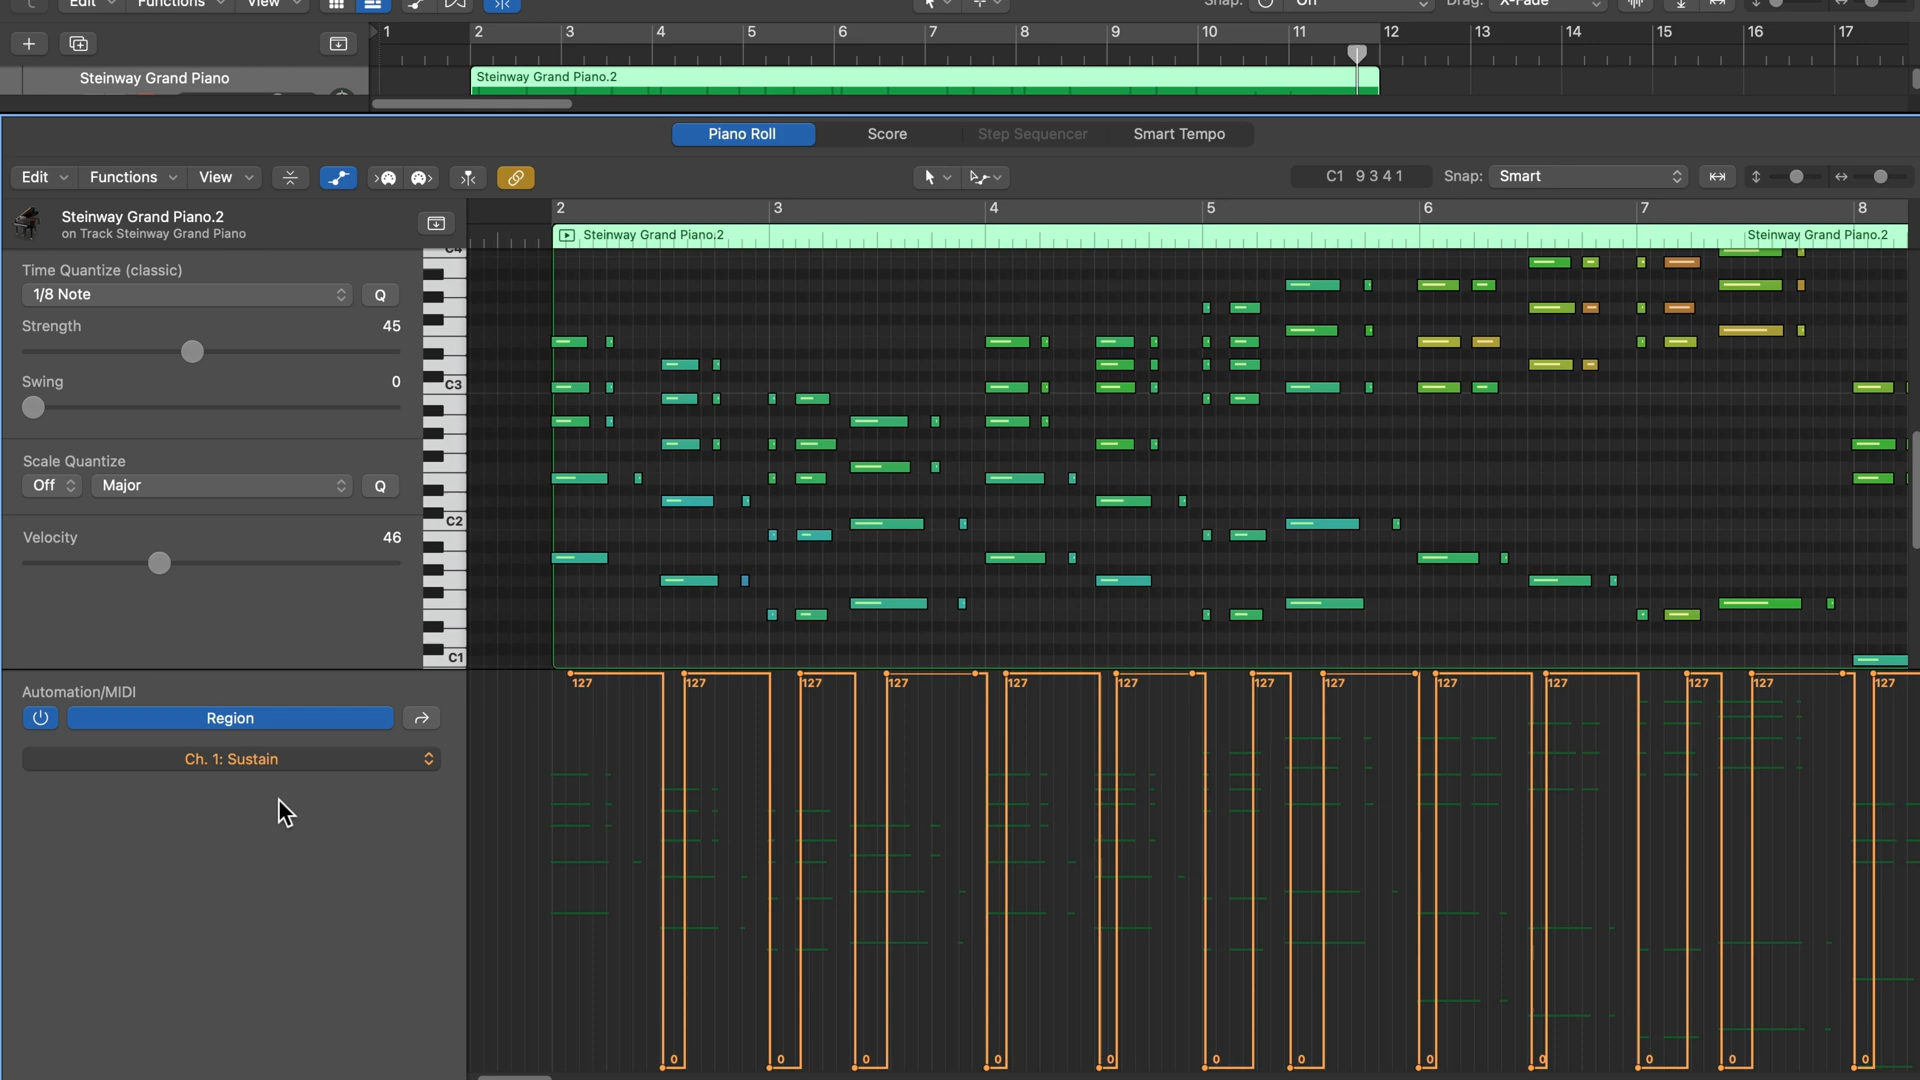 Edit Functions View Snap: Off Drag: X-Fade
1 2 3 4 5 6 7 8 9 10 11 12 13 14 15 16 17
Steinway Grand Piano
Steinway Grand Piano.2
Piano Roll Score Step Sequencer Smart Tempo
Edit Functions View C1 9 3 4 1 Snap: Smart
2 3 4 5 6 7 8
Steinway Grand Piano.2
on Track Steinway Grand Piano
Steinway Grand Piano.2 Steinway Grand Piano.2
C4
Time Quantize (classic)
1/8 Note Q
Strength 45
Swing 0
C3
Scale Quantize
Off Major Q
C2
Velocity 46
C1
Automation/MIDI
127 127 127 127 127 127 127 127 127 127 127 127 127
Region
Ch. 1: Sustain
0 0 0 0 0 0 0 0 0 0 0 0